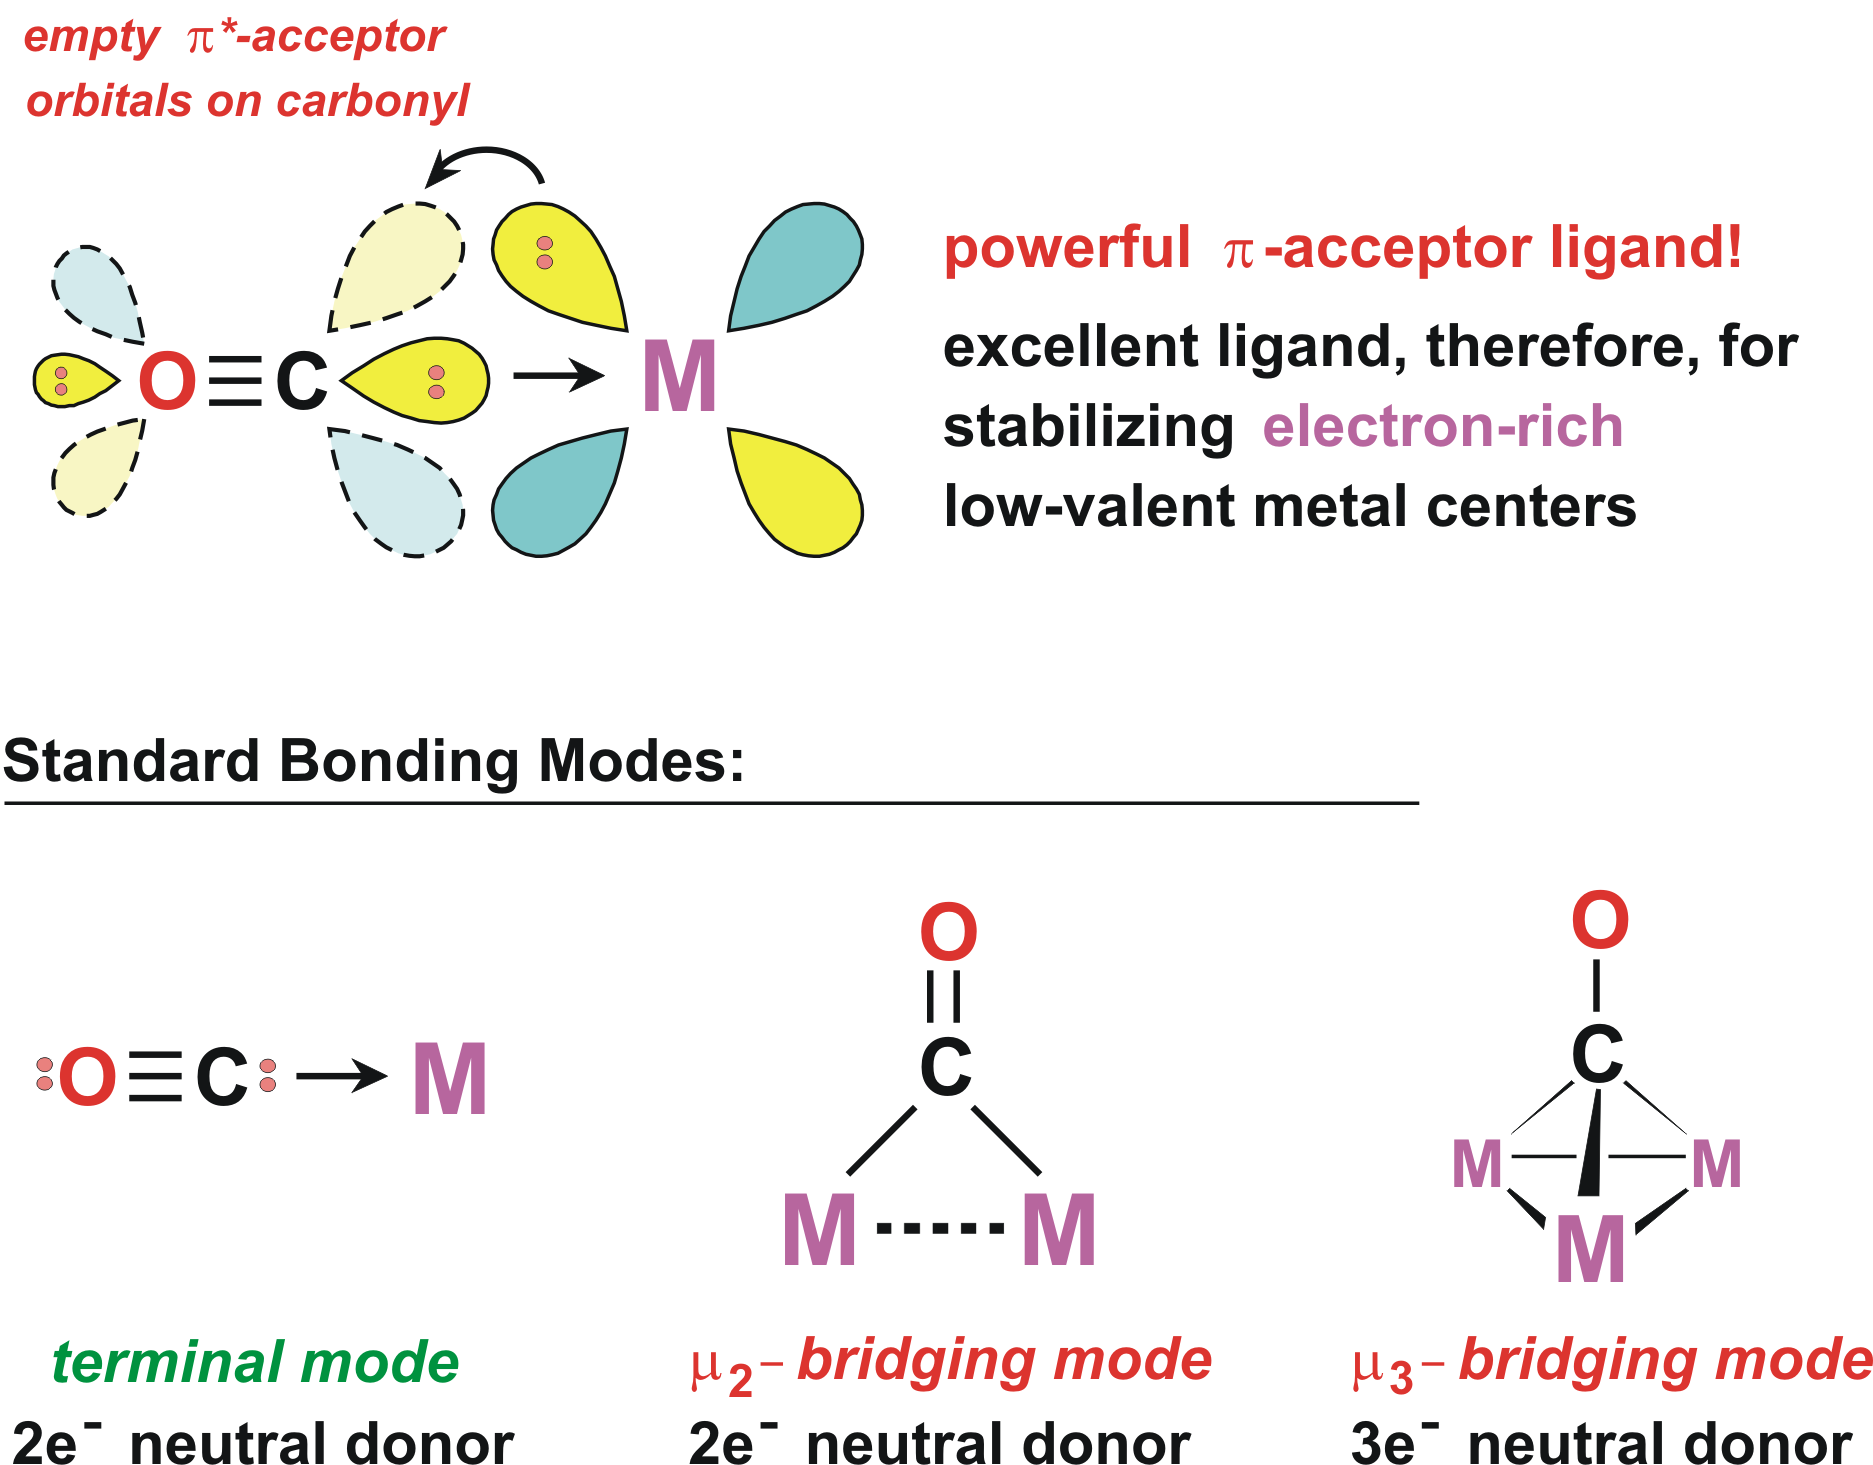 empty π*-acceptor
orbitals on carbonyl
O≡C → M
powerful π-acceptor ligand!
excellent ligand, therefore, for
stabilizing electron-rich
low-valent metal centers
Standard Bonding Modes:
:O≡C: → M
O
C
M M
O
C
M M
M
terminal mode
2e⁻ neutral donor
μ₂– bridging mode
2e⁻ neutral donor
μ₃– bridging mode
3e⁻ neutral donor